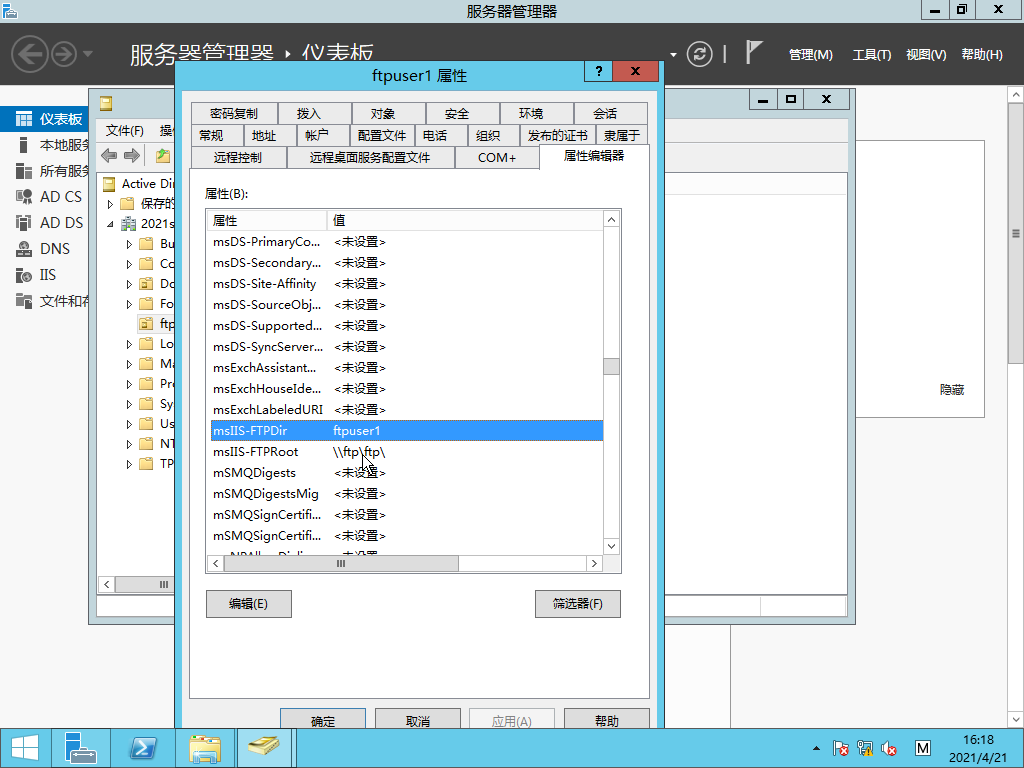 服务器管理器
服务器管理器 ‣ 仪表板
管理(M) 工具(T) 视图(V) 帮助(H)
仪表板
本地服务
所有服务
AD CS
AD DS
DNS
IIS
文件和存
文件(F) 操
Active Di
保存的
2021s
Bu
Co
Do
Fo
ftp
Lo
Ma
Pr
Sy
Us
NT
TP
隐藏
ftpuser1 属性
? x
密码复制 拨入 对象 安全 环境 会话
常规 地址 帐户 配置文件 电话 组织 发布的证书 隶属于
远程控制 远程桌面服务配置文件 COM+ 属性编辑器
属性(B):
属性 值
msDS-PrimaryCo... <未设置>
msDS-Secondary... <未设置>
msDS-Site-Affinity <未设置>
msDS-SourceObj... <未设置>
msDS-Supported... <未设置>
msDS-SyncServer... <未设置>
msExchAssistant... <未设置>
msExchHouseIde... <未设置>
msExchLabeledURI <未设置>
msIIS-FTPDir ftpuser1
msIIS-FTPRoot \\ftp\ftp\
mSMQDigests <未设置>
mSMQDigestsMig <未设置>
mSMQSignCertifi... <未设置>
mSMQSignCertifi... <未设置>
编辑(E) 筛选器(F)
确定 取消 应用(A) 帮助
M
16:18
2021/4/21